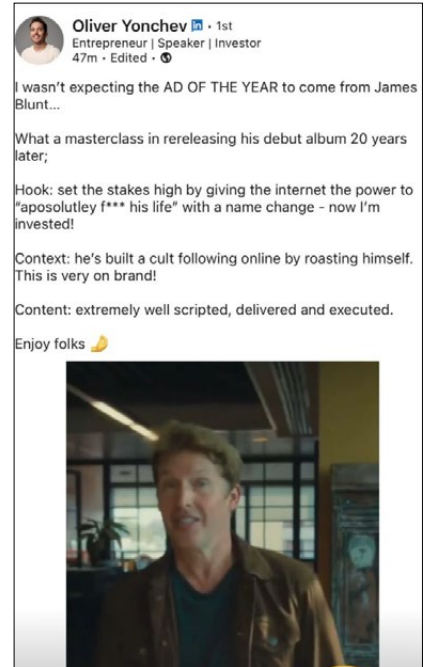 Oliver Yonchev in • 1st
Entrepreneur | Speaker | Investor
47m • Edited •
I wasn't expecting the AD OF THE YEAR to come from James
Blunt...
What a masterclass in rereleasing his debut album 20 years
later;
Hook: set the stakes high by giving the internet the power to
“aposolutley f*** his life” with a name change - now I'm
invested!
Context: he's built a cult following online by roasting himself.
This is very on brand!
Content: extremely well scripted, delivered and executed.
Enjoy folks 🤌